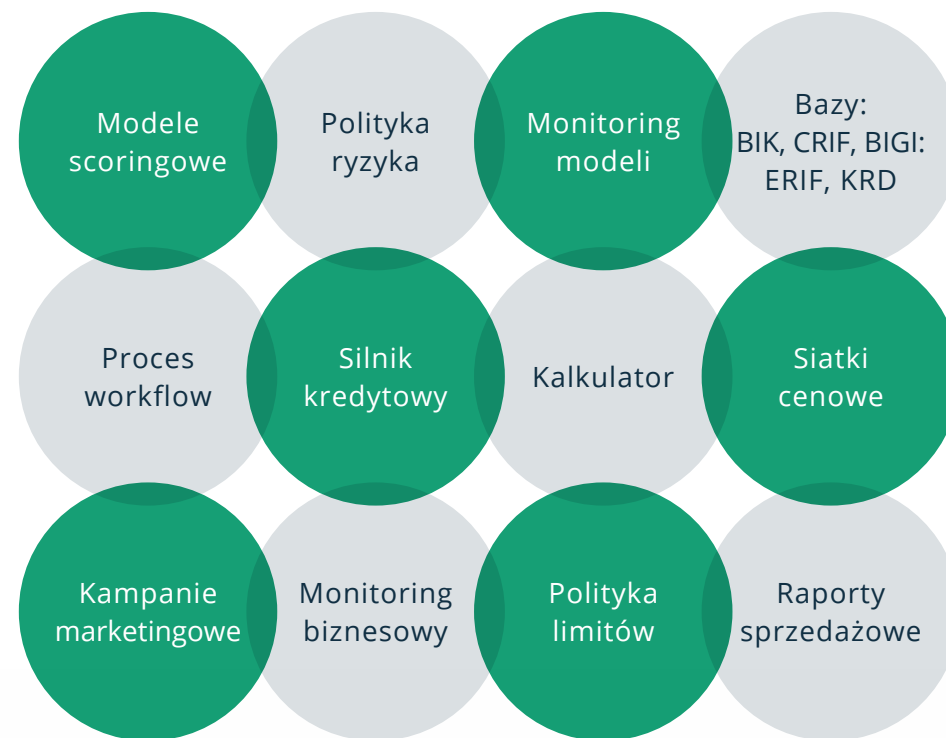 Modele
scoringowe
Polityka
ryzyka
Monitoring
modeli
Bazy:
BIK, CRIF, BIGI:
ERIF, KRD
Proces
workflow
Silnik
kredytowy
Kalkulator
Siatki
cenowe
Kampanie
marketingowe
Monitoring
biznesowy
Polityka
limitów
Raporty
sprzedażowe